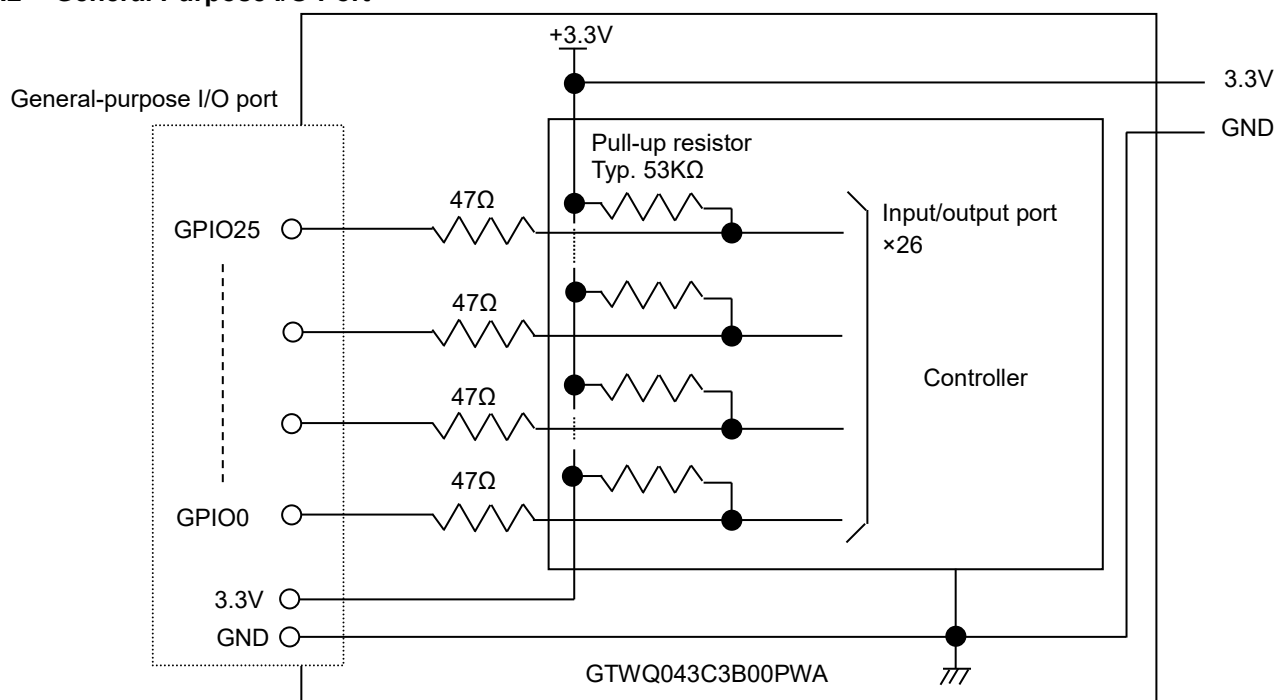 General-purpose I/O port
+3.3V
3.3V
GND
Pull-up resistor
Typ. 53KΩ
47Ω
GPIO25
Input/output port
×26
47Ω
Controller
47Ω
47Ω
GPIO0
3.3V
GND
GTWQ043C3B00PWA